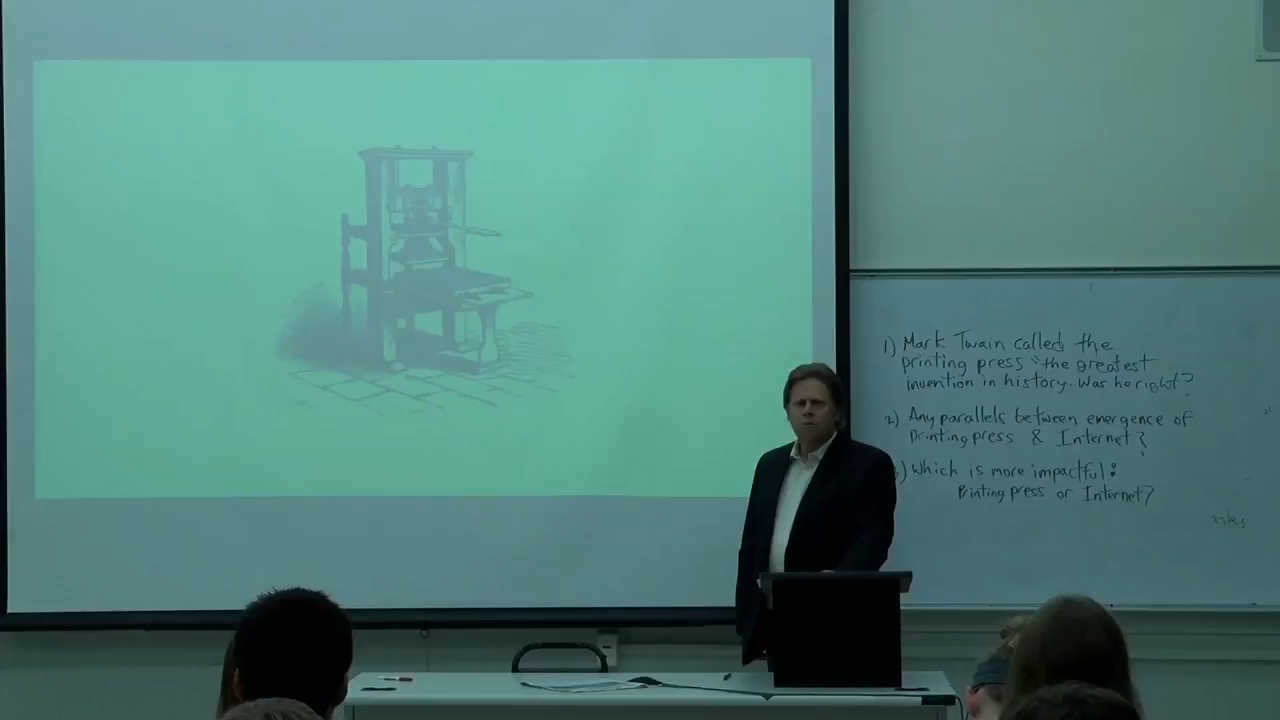 1) Mark Twain called the
printing press "the greatest
invention in history. Was he right?
2) Any parallels between emergence of
Printing press & Internet?
) Which is more impactful:
Printing press or Internet?